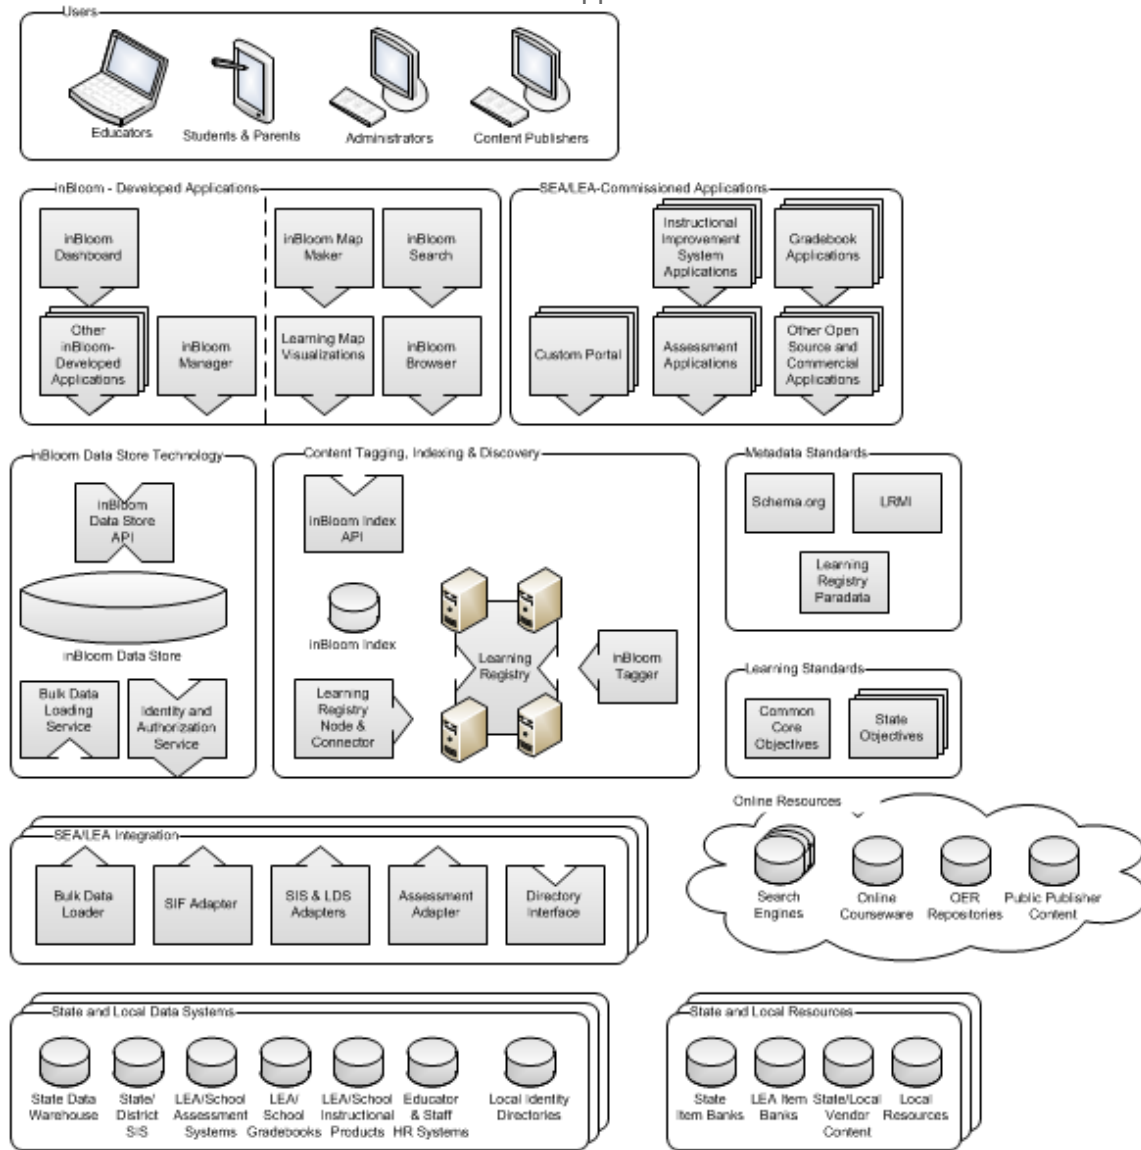 Users
Educators
Students & Parents
Administrators
Content Publishers
inBloom - Developed Applications
inBloom
Dashboard
inBloom Map
Maker
inBloom
Search
Other
inBloom-
Developed
Applications
inBloom
Manager
Learning Map
Visualizations
inBloom
Browser
SEA/LEA-Commissioned Applications
Instructional
Improvement
System
Applications
Gradebook
Applications
Custom Portal
Assessment
Applications
Other Open
Source and
Commercial
Applications
inBloom Data Store Technology
inBloom
Data Store
API
inBloom Data Store
Bulk Data
Loading
Service
Identity and
Authorization
Service
Content Tagging, Indexing & Discovery
inBloom Index
API
inBloom Index
Learning
Registry
Node &
Connector
Learning
Registry
inBloom
Tagger
Metadata Standards
Schema.org
LRMI
Learning
Registry
Paradata
Learning Standards
Common
Core
Objectives
State
Objectives
SEA/LEA Integration
Bulk Data
Loader
SIF Adapter
SIS & LDS
Adapters
Assessment
Adapter
Directory
Interface
Online Resources
Search
Engines
Online
Courseware
OER
Repositories
Public Publisher
Content
State and Local Data Systems
State Data
Warehouse
State/
District
SIS
LEA/School
Assessment
Systems
LEA/
School
Gradebooks
LEA/School
Instructional
Products
Educator
& Staff
HR Systems
Local Identity
Directories
State and Local Resources
State
Item Banks
LEA Item
Banks
State/Local
Vendor
Content
Local
Resources